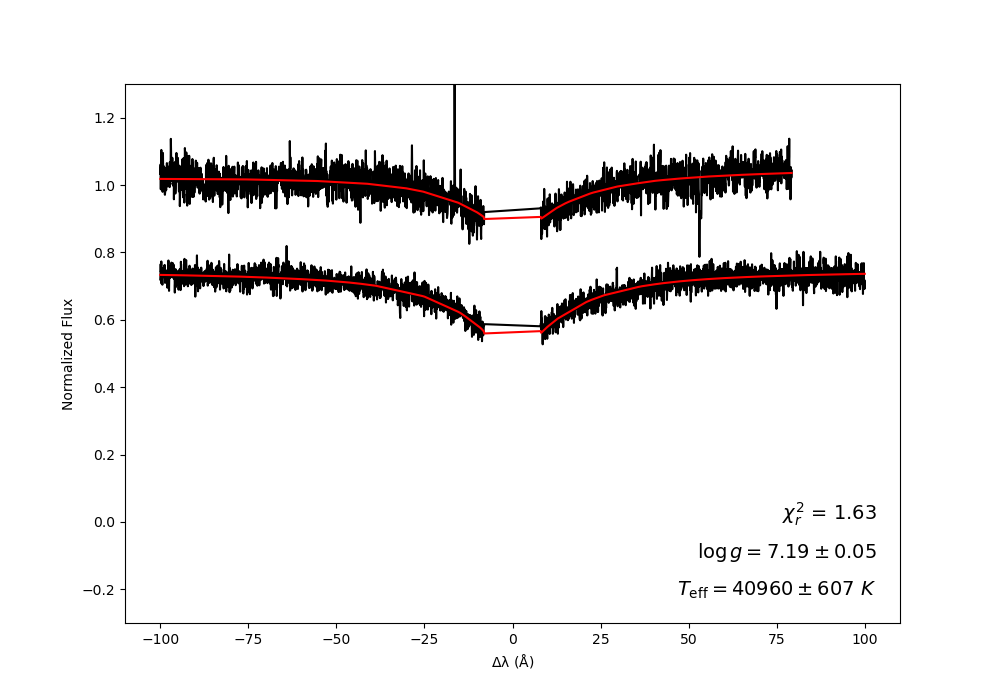 1.2
1.0
0.8
0.6
0.4
0.2
0.0
−0.2
Normalized Flux
χ²ᵣ = 1.63
log g = 7.19 ± 0.05
T_eff = 40960 ± 607 K
−100 −75 −50 −25 0 25 50 75 100
Δλ (Å)